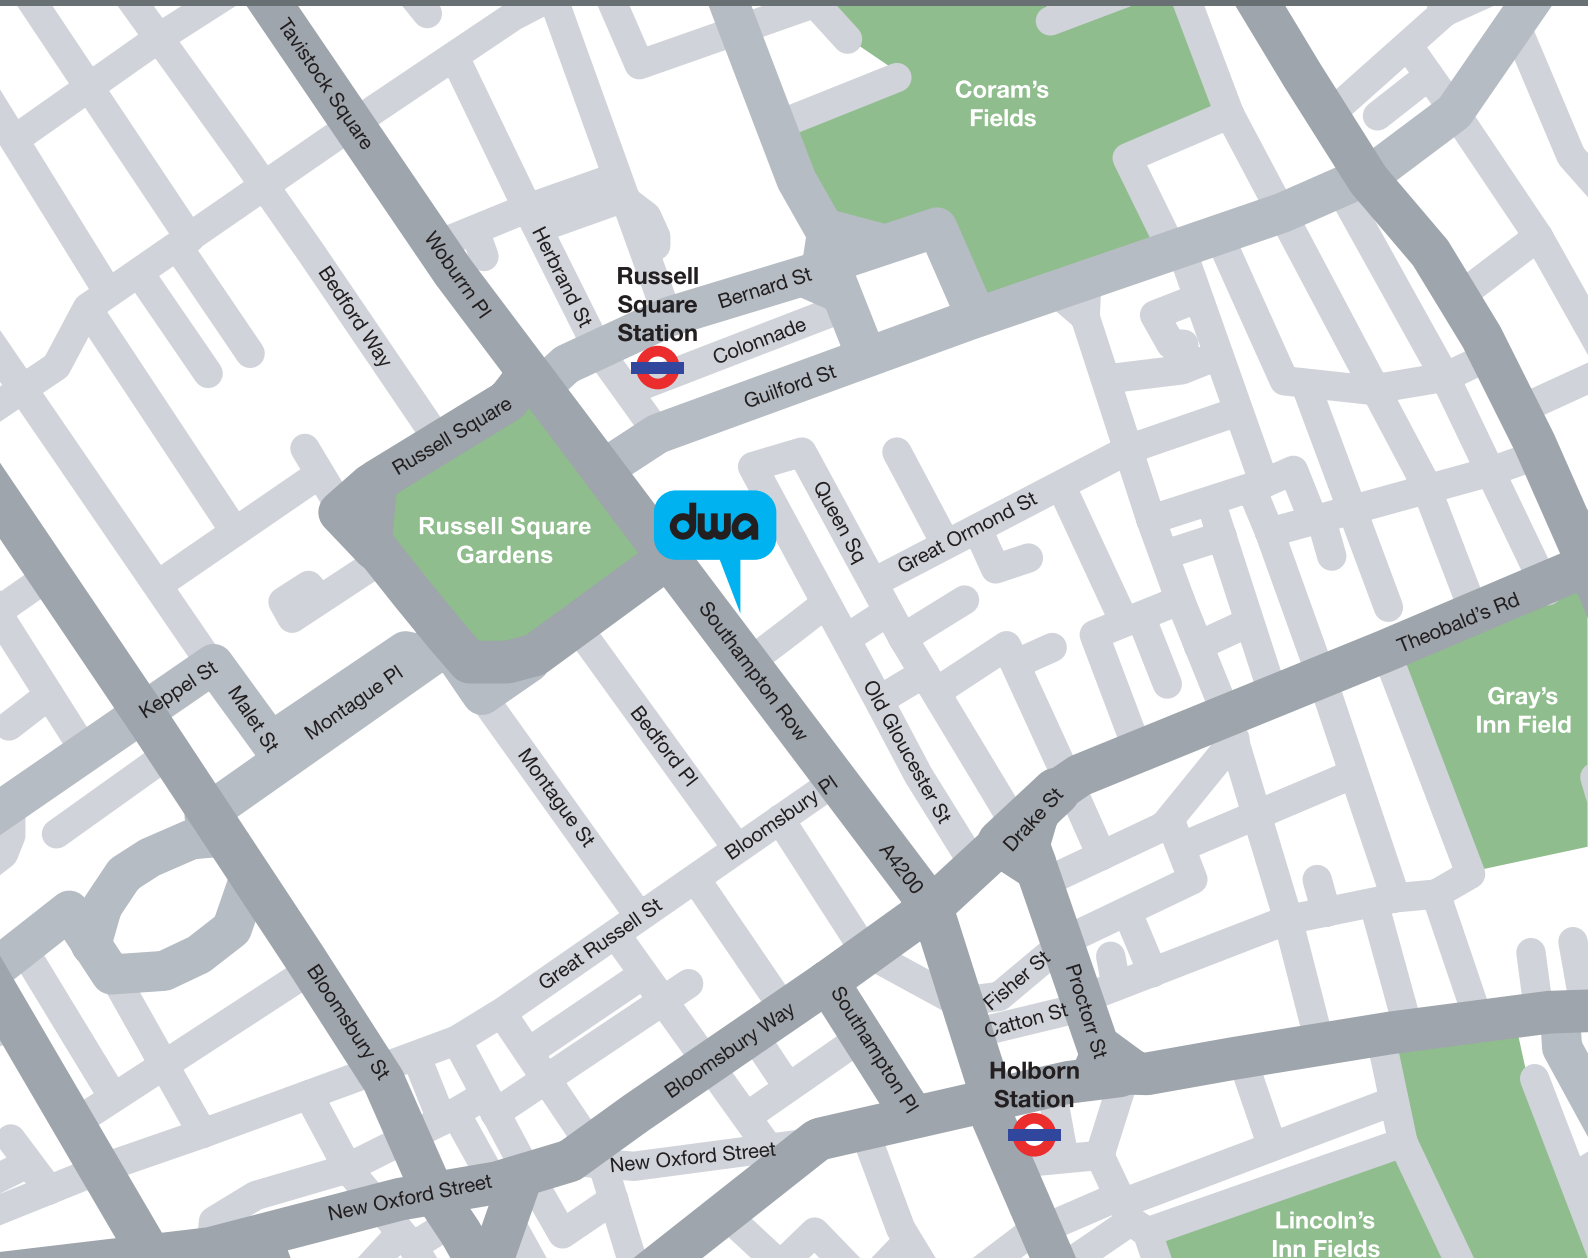 Tavistock Square
Coram's
Fields
Woburrn Pl
Herbrand St
Bedford Way
Russell
Square
Station
Bernard St
Colonnade
Guilford St
Russell Square
Russell Square
Gardens
dwa
Queen Sq
Great Ormond St
Theobald's Rd
Southampton Row
Gray's
Inn Field
Keppel St
Malet St
Montague Pl
Bedford Pl
Old Gloucester St
Montague St
Bloomsbury Pl
Drake St
A4200
Great Russell St
Bloomsbury St
Fisher St
Catton St
Proctorr St
Southampton Pl
Bloomsbury Way
Holborn
Station
New Oxford Street
New Oxford Street
Lincoln's
Inn Fields